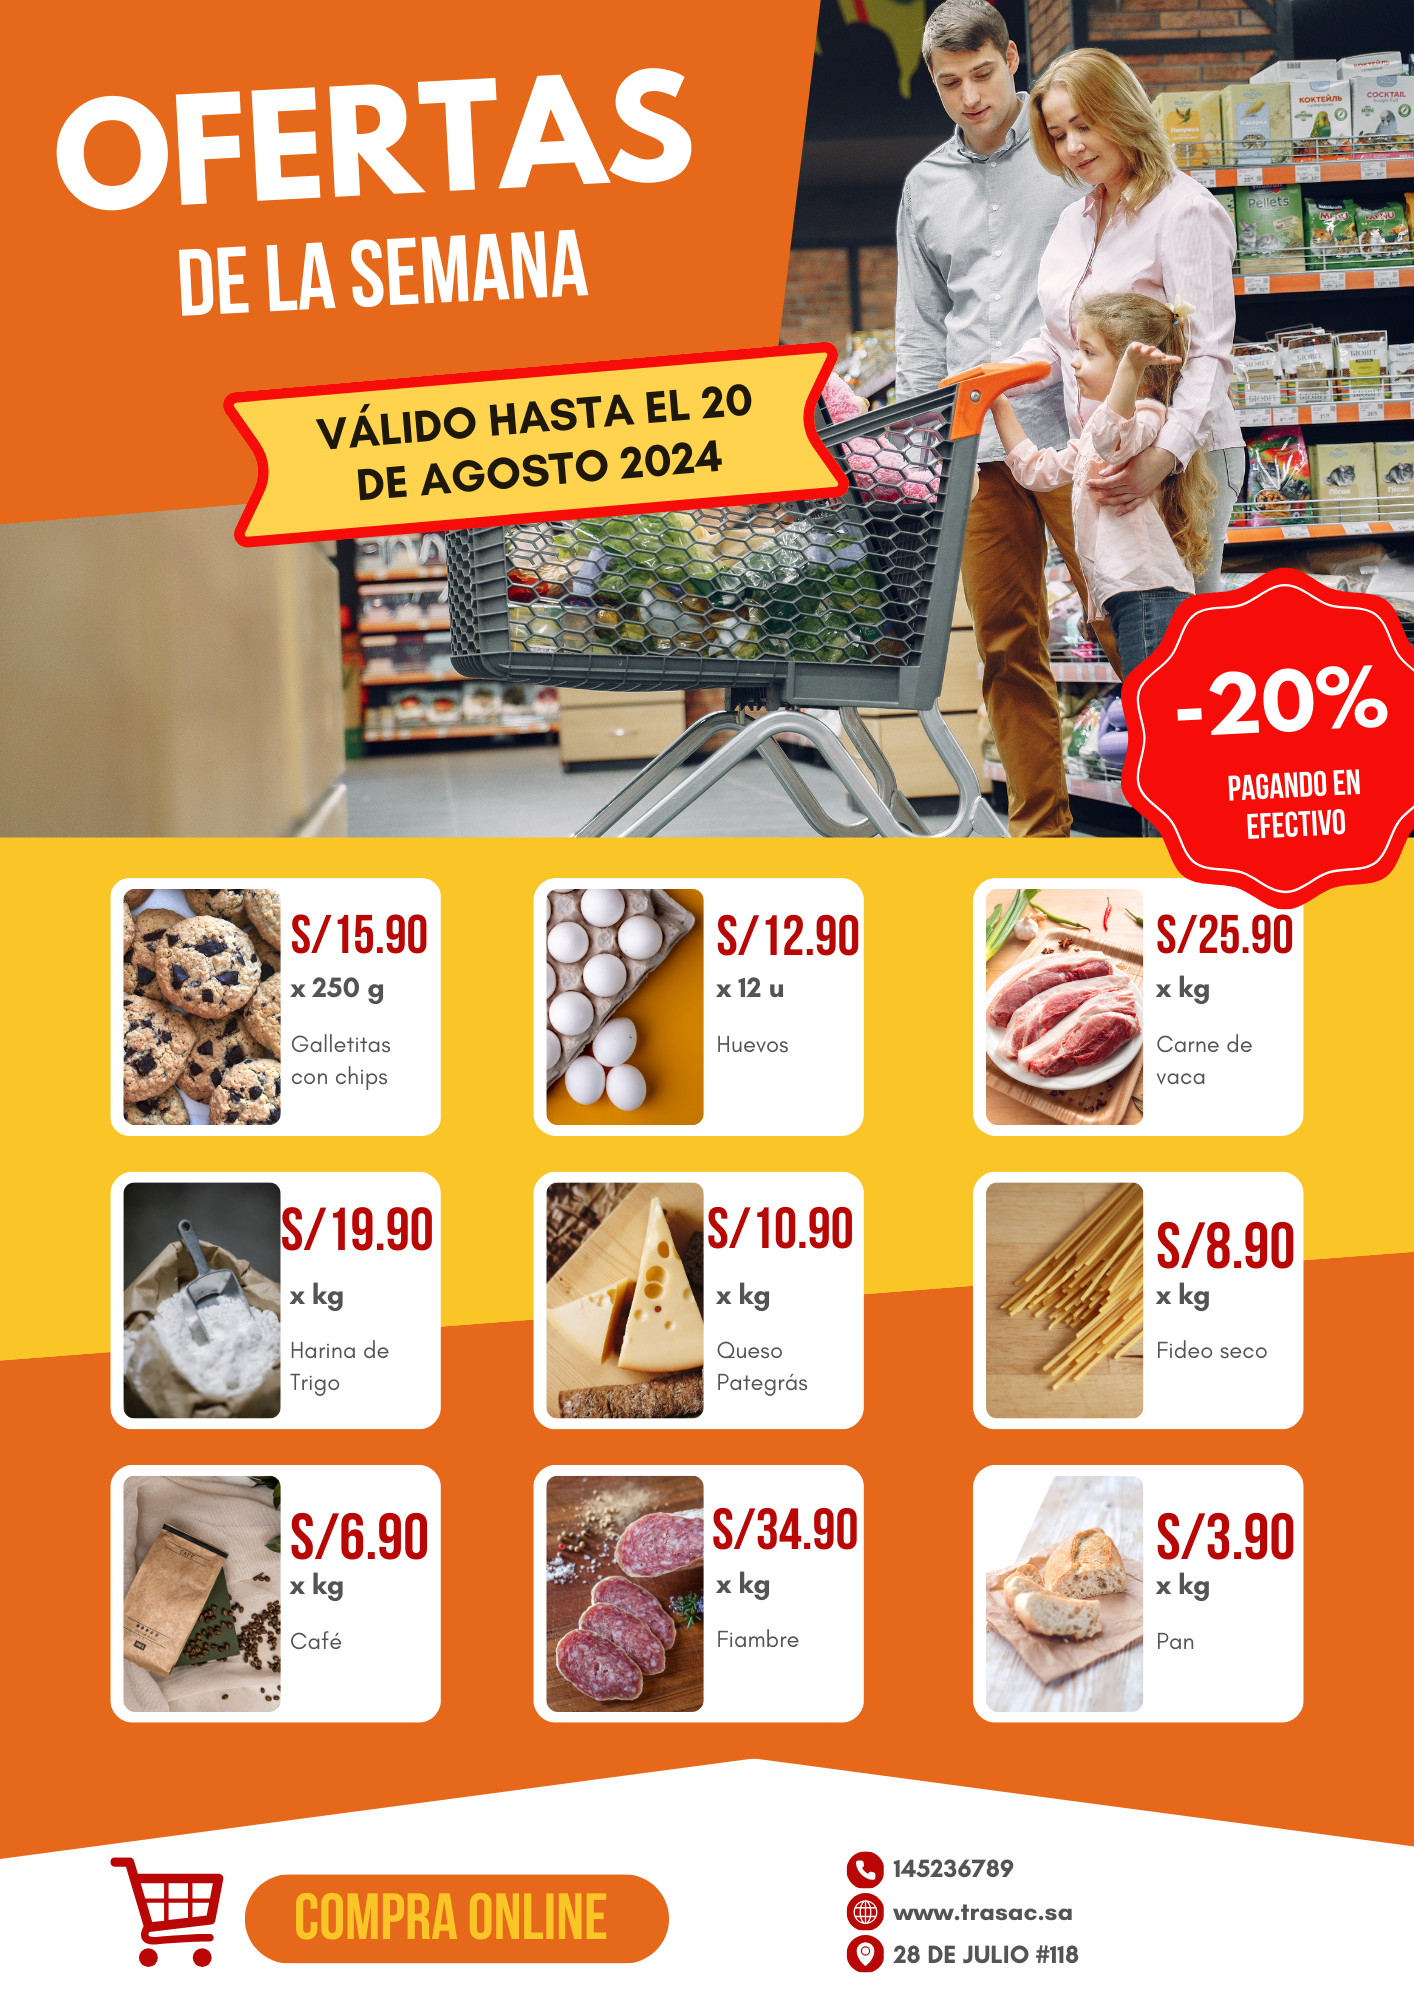 OFERTAS
DE LA SEMANA
VÁLIDO HASTA EL 20
DE AGOSTO 2024
КОКТЕЙЛЬ
COCKTAIL
Pellets
-20%
PAGANDO EN
EFECTIVO
S/15.90
x 250 g
Galletitas
con chips
S/12.90
x 12 u
Huevos
S/25.90
x kg
Carne de
vaca
S/19.90
x kg
Harina de
Trigo
S/10.90
x kg
Queso
Pategrás
S/8.90
x kg
Fideo seco
S/6.90
x kg
Café
S/34.90
x kg
Fiambre
S/3.90
x kg
Pan
COMPRA ONLINE
145236789
www.trasac.sa
28 DE JULIO #118